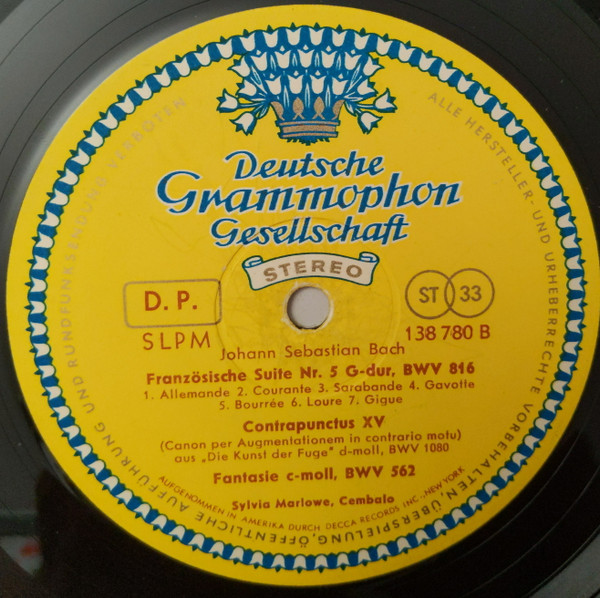 Deutsche
Grammophon
Gesellschaft
STEREO
D. P.
ST 33
SLPM
138 780 B
Johann Sebastian Bach
Französische Suite Nr. 5 G-dur, BWV 816
1. Allemande 2. Courante 3. Sarabande 4. Gavotte
5. Bourrée 6. Loure 7. Gigue
Contrapunctus XV
(Canon per Augmentationem in contrario motu)
aus „Die Kunst der Fuge" d-moll, BWV 1080
Fantasie c-moll, BWV 562
Sylvia Marlowe, Cembalo
AUFGENOMMEN IN AMERIKA DURCH DECCA RECORDS INC., NEW YORK
ALLE HERSTELLER- UND URHEBERRECHTE VORBEHALTEN, ÜBERSPIELUNG, ÖFFENTLICHE AUFFÜHRUNG UND RUNDFUNKSENDUNG VERBOTEN